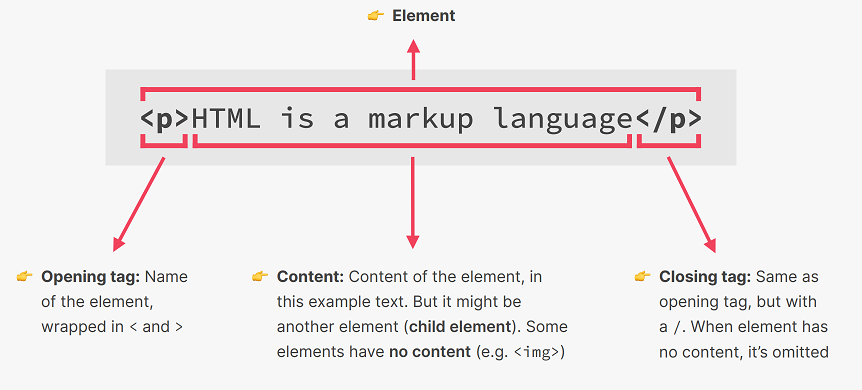 👉 Element
<p>HTML is a markup language</p>
👉 Opening tag: Name
of the element,
wrapped in < and >
👉 Content: Content of the element, in
this example text. But it might be
another element (child element). Some
elements have no content (e.g. <img>)
👉 Closing tag: Same as
opening tag, but with
a /. When element has
no content, it’s omitted